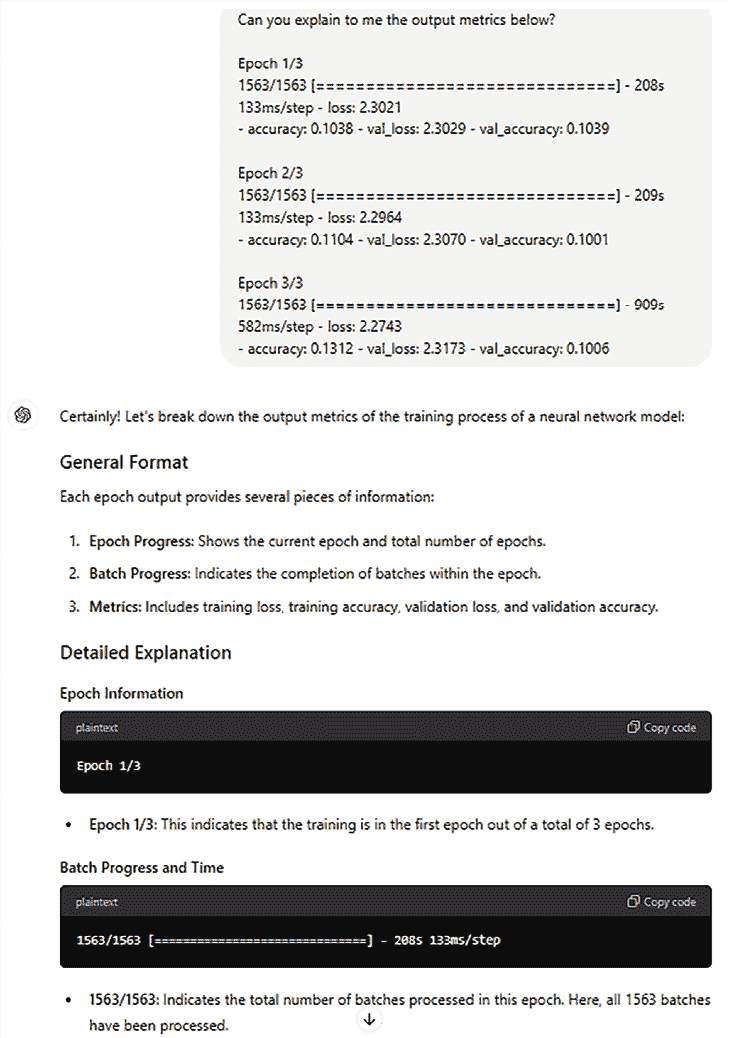 Can you explain to me the output metrics below?
Epoch 1/3
1563/1563 [==============================] - 208s
133ms/step - loss: 2.3021
- accuracy: 0.1038 - val_loss: 2.3029 - val_accuracy: 0.1039
Epoch 2/3
1563/1563 [==============================] - 209s
133ms/step - loss: 2.2964
- accuracy: 0.1104 - val_loss: 2.3070 - val_accuracy: 0.1001
Epoch 3/3
1563/1563 [==============================] - 909s
582ms/step - loss: 2.2743
- accuracy: 0.1312 - val_loss: 2.3173 - val_accuracy: 0.1006
Certainly! Let's break down the output metrics of the training process of a neural network model:
General Format
Each epoch output provides several pieces of information:
1. Epoch Progress: Shows the current epoch and total number of epochs.
2. Batch Progress: Indicates the completion of batches within the epoch.
3. Metrics: Includes training loss, training accuracy, validation loss, and validation accuracy.
Detailed Explanation
Epoch Information
plaintext Copy code
Epoch 1/3
• Epoch 1/3: This indicates that the training is in the first epoch out of a total of 3 epochs.
Batch Progress and Time
plaintext Copy code
1563/1563 [==============================] - 208s 133ms/step
• 1563/1563: Indicates the total number of batches processed in this epoch. Here, all 1563 batches
have been processed.